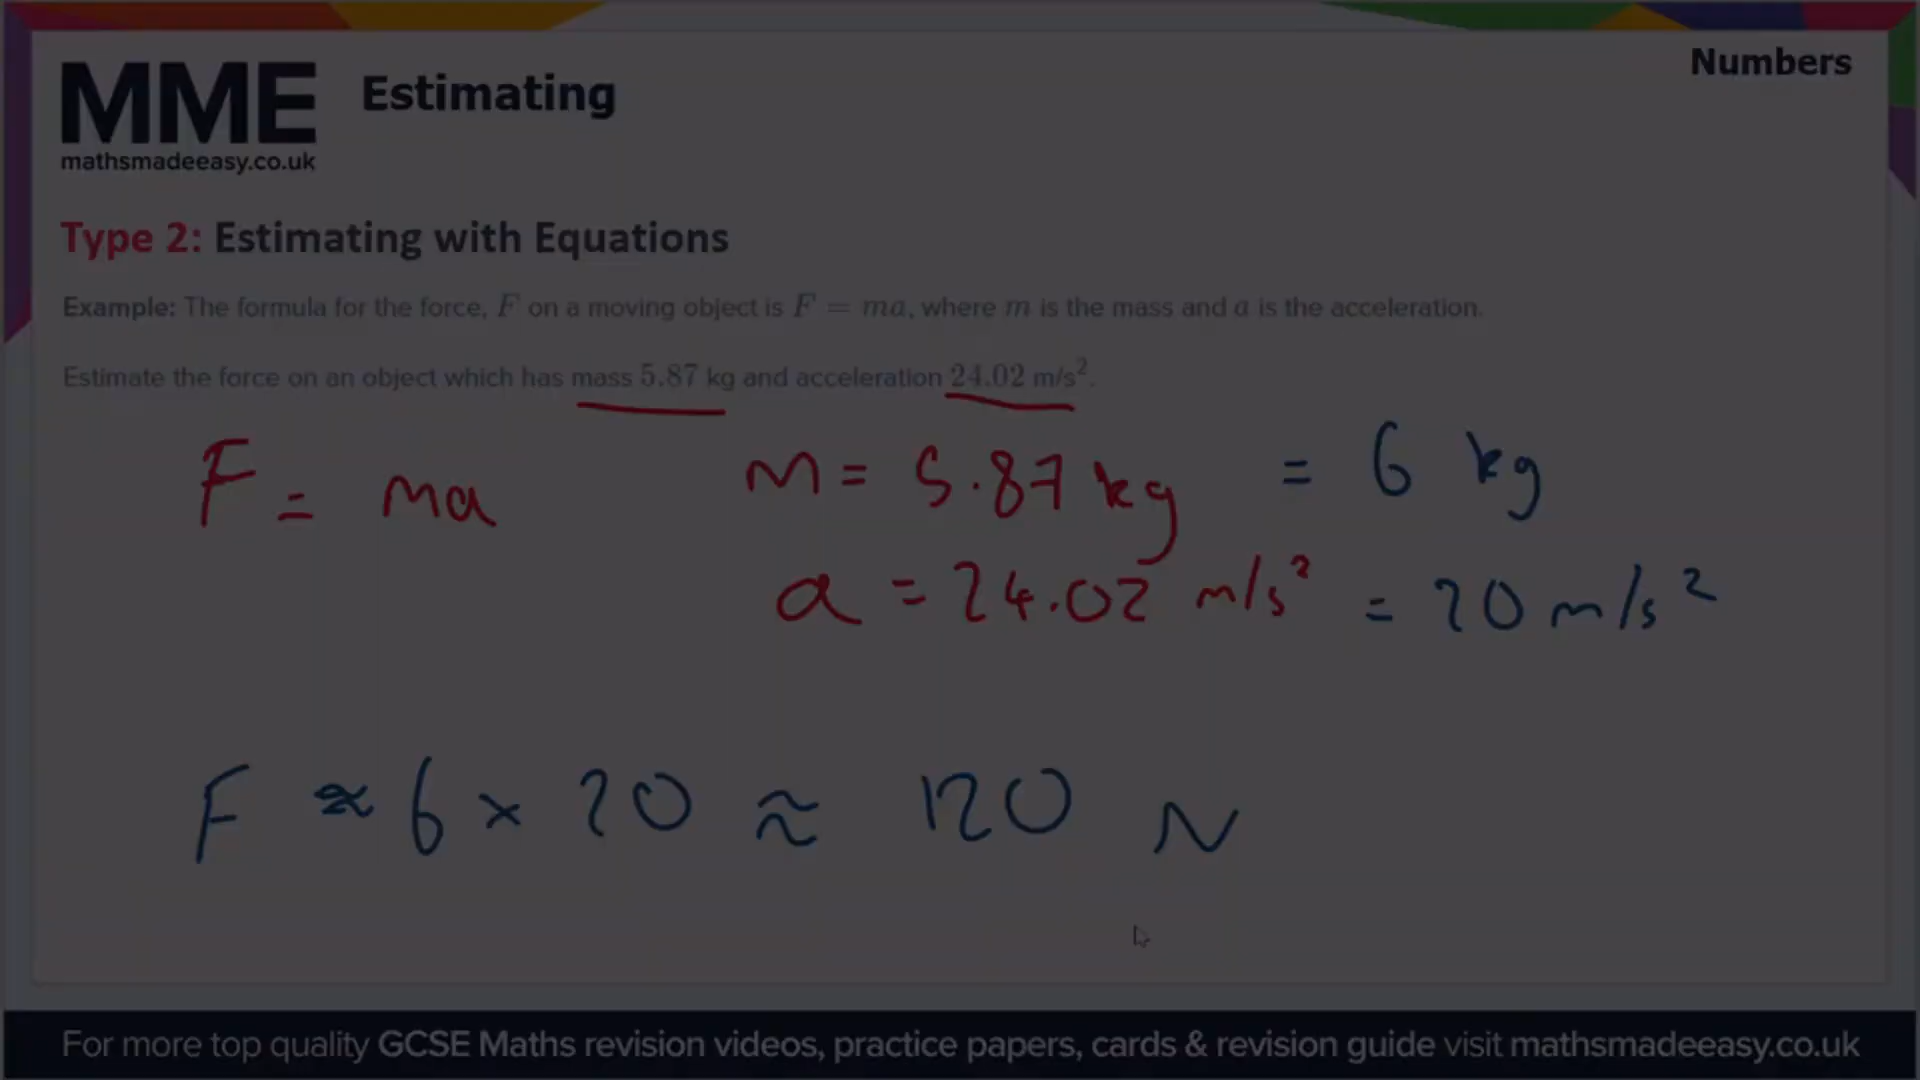 MME
mathsmadeeasy.co.uk
Estimating
Numbers
Type 2: Estimating with Equations
Example: The formula for the force, F on a moving object is F = ma, where m is the mass and a is the acceleration.
Estimate the force on an object which has mass 5.87 kg and acceleration 24.02 m/s².
F = ma
m = 5.87 kg = 6 kg
a = 24.02 m/s² = 20 m/s²
F ≈ 6 × 20 ≈ 120 N
For more top quality GCSE Maths revision videos, practice papers, cards & revision guide visit mathsmadeeasy.co.uk